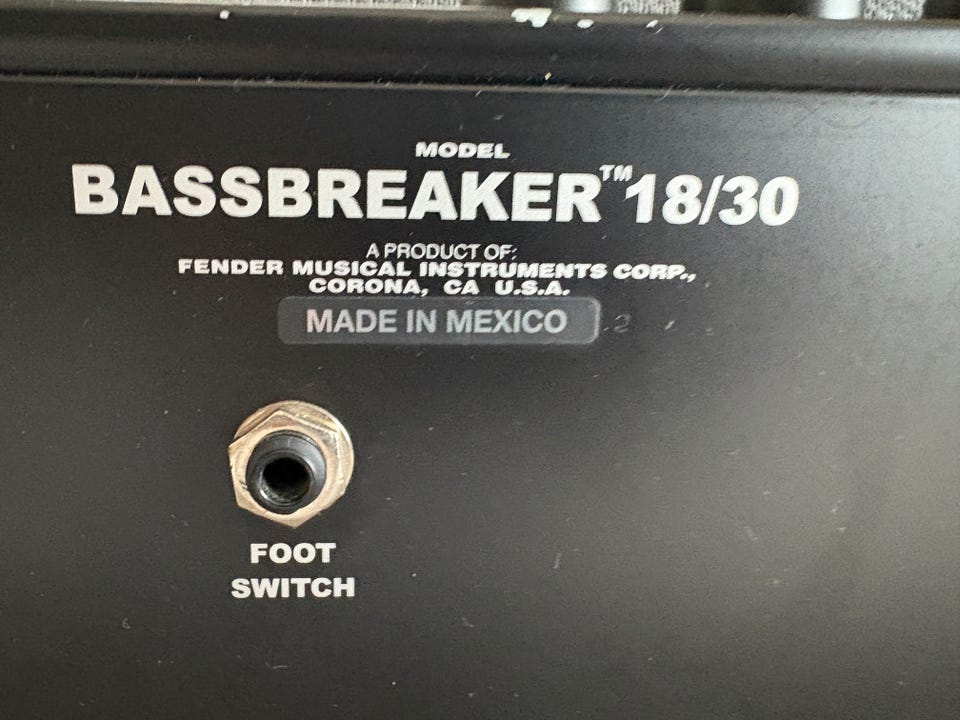 MODEL
BASSBREAKER™ 18/30
A PRODUCT OF:
FENDER MUSICAL INSTRUMENTS CORP.,
CORONA, CA U.S.A.
MADE IN MEXICO
FOOT
SWITCH